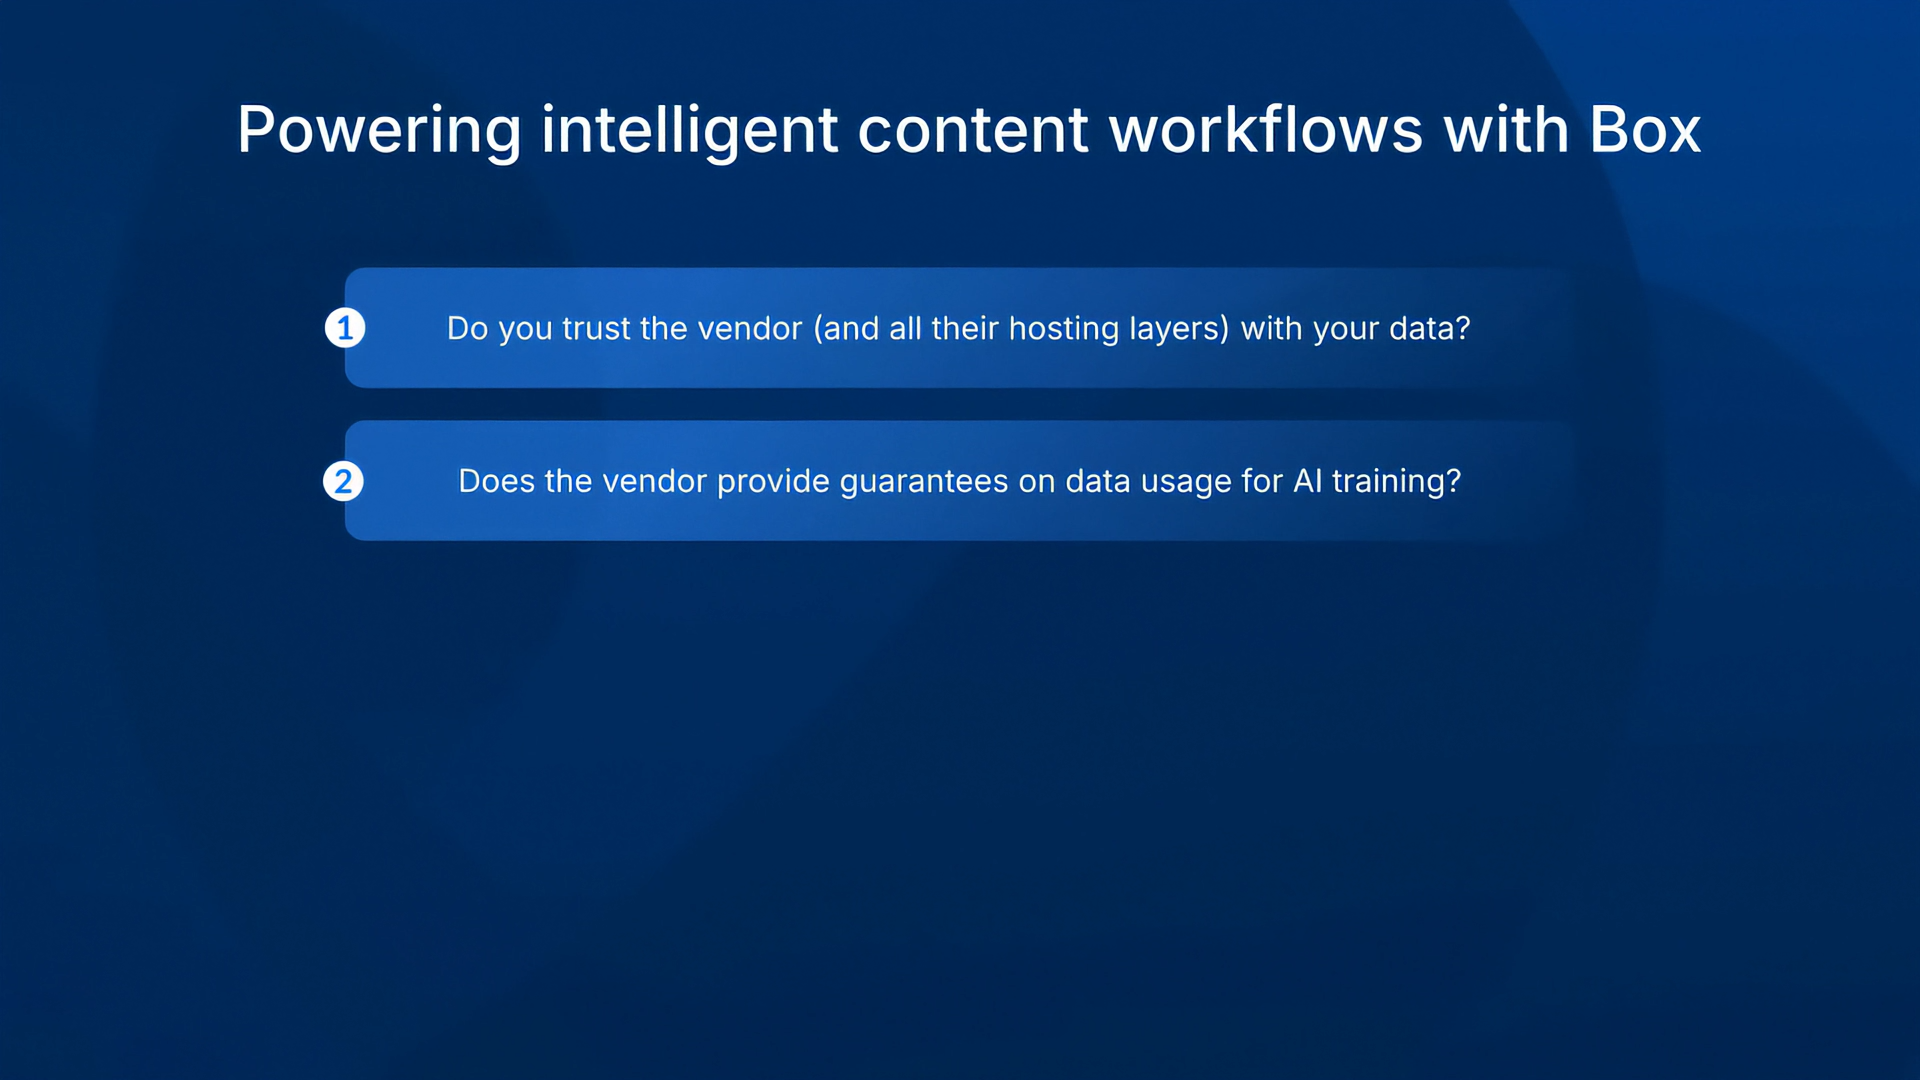 Powering intelligent content workflows with Box
1 Do you trust the vendor (and all their hosting layers) with your data?
2 Does the vendor provide guarantees on data usage for AI training?